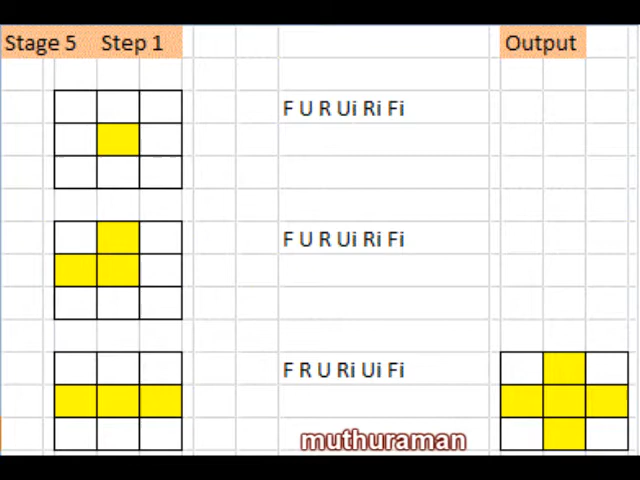 Stage 5 Step 1 Output
F U R Ui Ri Fi
F U R Ui Ri Fi
F R U Ri Ui Fi
muthuraman